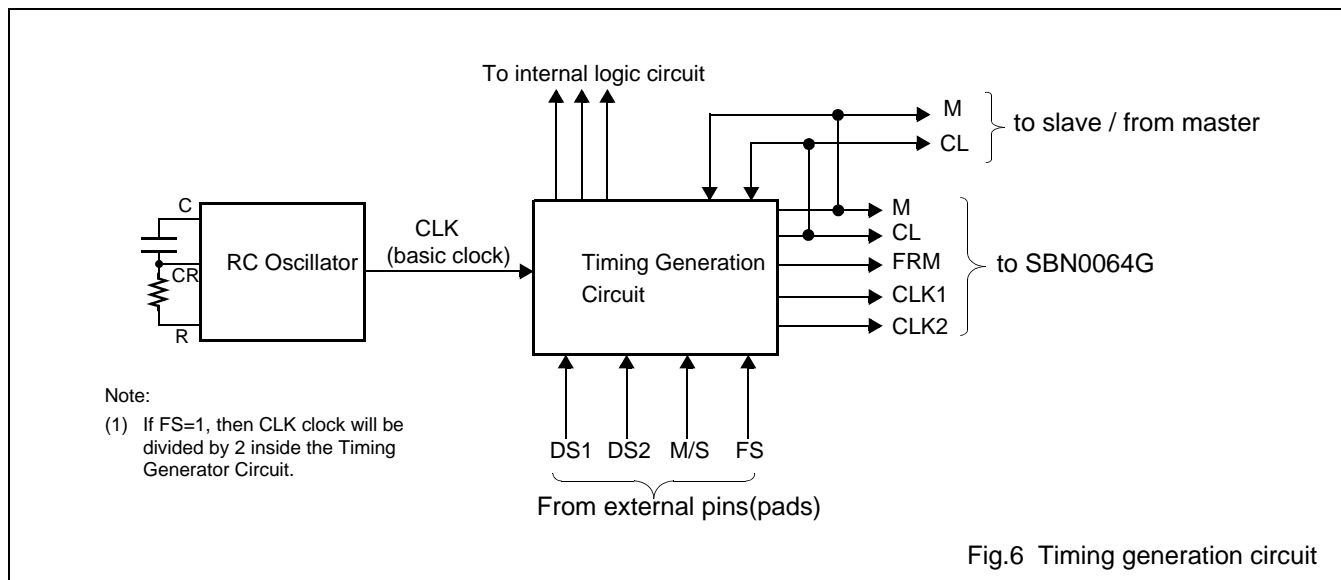 To internal logic circuit
M
CL
to slave / from master
C
CR
R
RC Oscillator
CLK
(basic clock)
Timing Generation
Circuit
M
CL
FRM
CLK1
CLK2
to SBN0064G
Note:
(1) If FS=1, then CLK clock will be
divided by 2 inside the Timing
Generator Circuit.
DS1 DS2 M/S FS
From external pins(pads)
Fig.6 Timing generation circuit